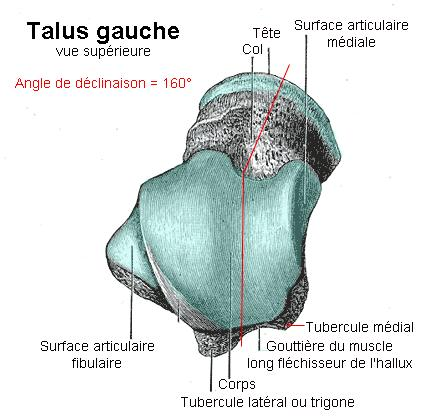 Talus gauche
vue supérieure
Angle de déclinaison = 160°
Tête
Col
Surface articulaire
médiale
Tubercule médial
Surface articulaire
fibulaire
Gouttière du muscle
long fléchisseur de l'hallux
Corps
Tubercule latéral ou trigone